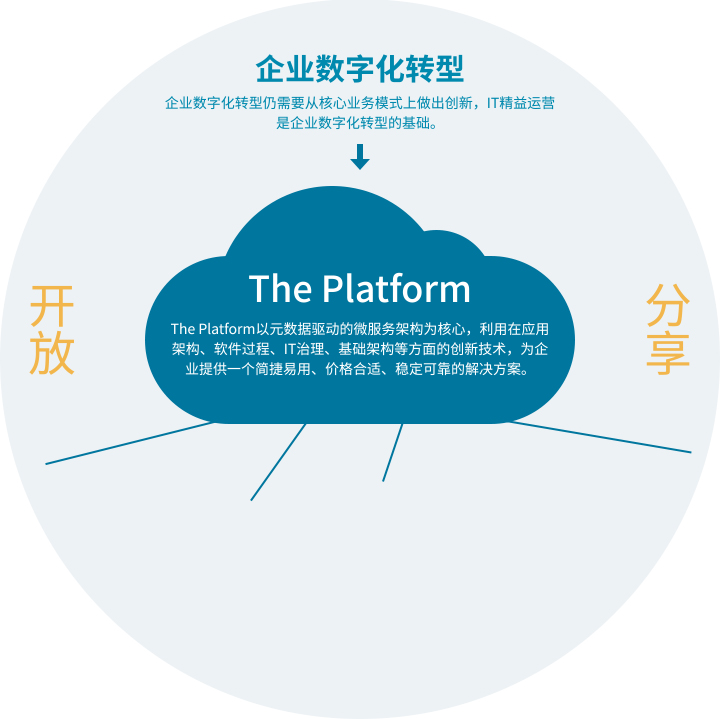 企业数字化转型
企业数字化转型仍需要从核心业务模式上做出创新，IT精益运营
是企业数字化转型的基础。
The Platform
The Platform以元数据驱动的微服务架构为核心，利用在应用
架构、软件过程、IT治理、基础架构等方面的创新技术，为企
业提供一个简捷易用、价格合适、稳定可靠的解决方案。
开
放
分
享